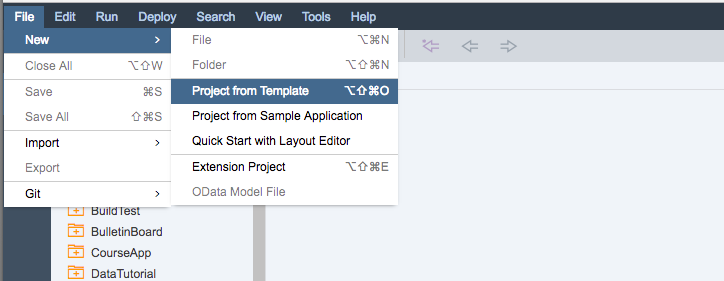 File Edit Run Deploy Search View Tools Help
New >
Close All ⌥⇧W
Save ⌘S
Save All ⇧⌘S
Import >
Export
Git >
File ⌥⌘N
Folder ⌥⇧⌘N
Project from Template ⌥⇧⌘O
Project from Sample Application
Quick Start with Layout Editor
Extension Project ⌥⇧⌘E
OData Model File
BuildTest
BulletinBoard
CourseApp
DataTutorial